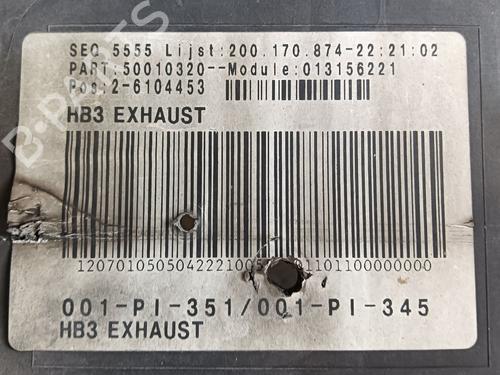 SEQ 5555 Lijst:200.170.874-22:21:02
PART:50010320--Module:013156221
Pos:2-6104453
HB3 EXHAUST
001-PI-351/001-PI-345
HB3 EXHAUST
B-PARTS